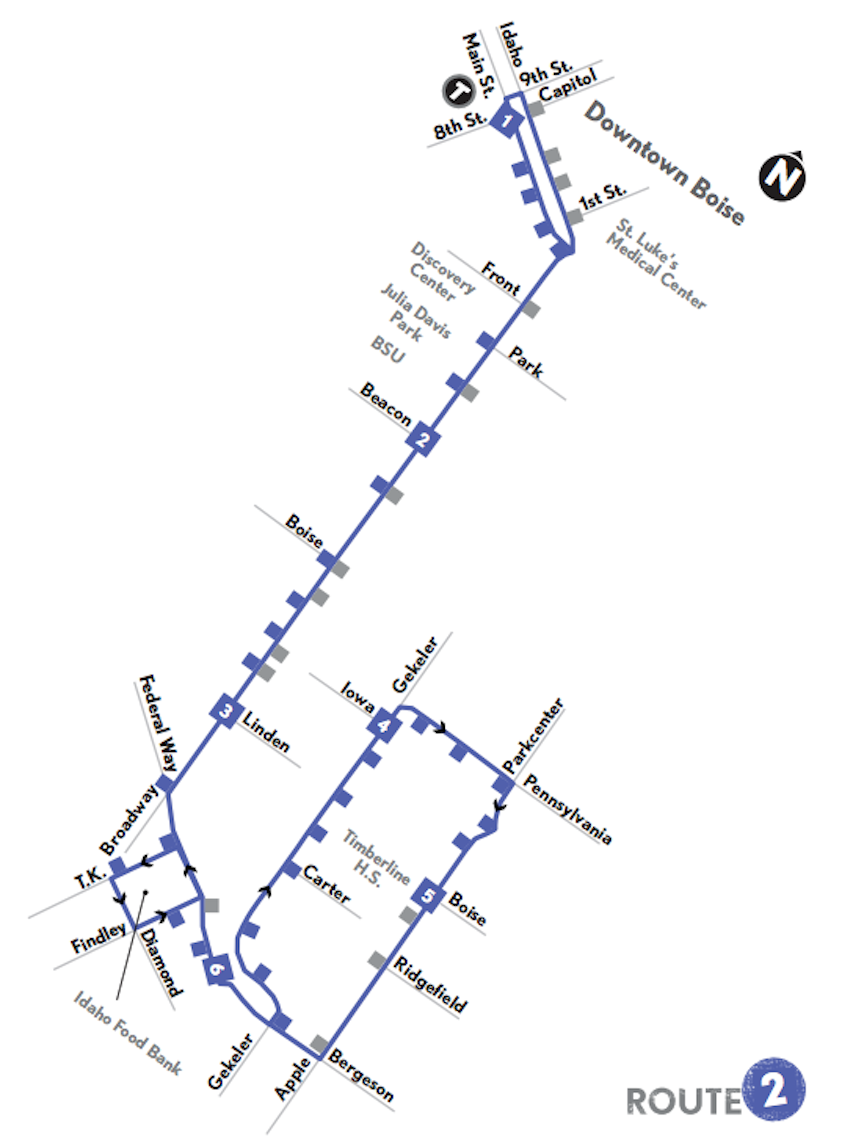 Idaho
Main St.
9th St.
Capitol
T
8th St.
1
Downtown Boise
N
1st St.
St. Luke's
Medical Center
Discovery
Center
Front
Julia Davis
Park
BSU
Park
Beacon
2
Boise
Gekeler
Iowa
4
Federal Way
3
Linden
Parkcenter
Pennsylvania
Broadway
Timberline
H.S.
T.K.
Carter
5
Boise
Findley
Diamond
6
Ridgefield
Idaho Food Bank
Gekeler
Apple
Bergeson
ROUTE 2